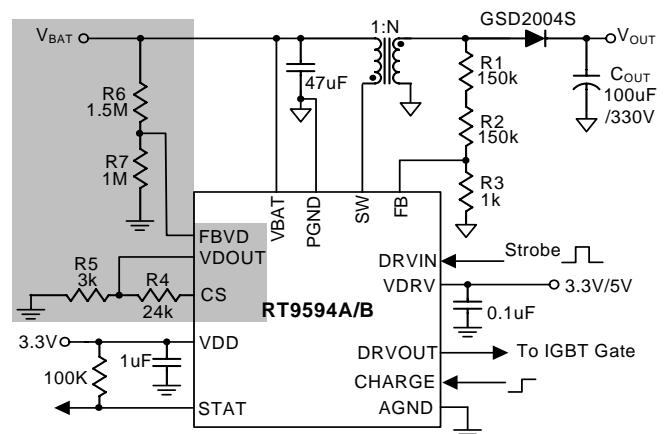 1:N
GSD2004S
VBAT
VOUT
R6
1.5M
47uF
R1
150k
COUT
100uF
/330V
R2
150k
R7
1M
R3
1k
VBAT
PGND
SW
FB
FBVD
VDOUT
DRVIN
Strobe
R5
3k
R4
24k
CS
RT9594A/B
VDRV
3.3V/5V
0.1uF
3.3V
VDD
1uF
100K
DRVOUT
To IGBT Gate
CHARGE
STAT
AGND